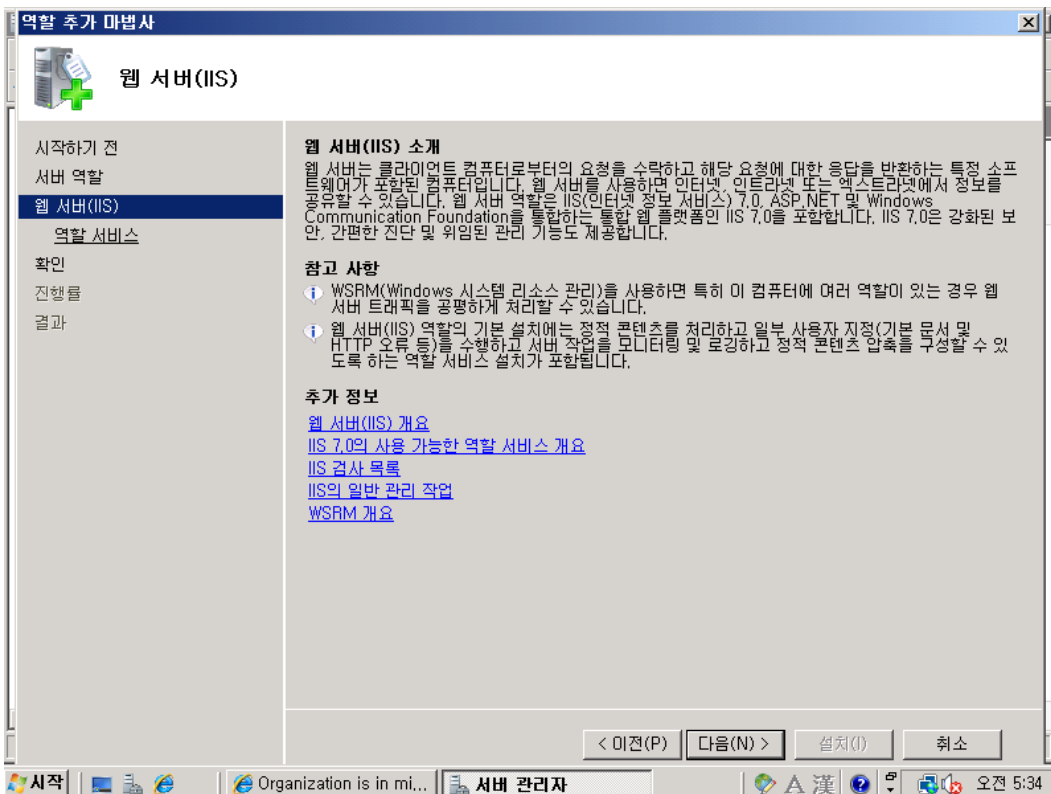 역할 추가 마법사
웹 서버(IIS)
시작하기 전
서버 역할
웹 서버(IIS)
역할 서비스
확인
진행률
결과
웹 서버(IIS) 소개
웹 서버는 클라이언트 컴퓨터로부터의 요청을 수락하고 해당 요청에 대한 응답을 반환하는 특정 소프
트웨어가 포함된 컴퓨터입니다. 웹 서버를 사용하면 인터넷, 인트라넷 또는 엑스트라넷에서 정보를
공유할 수 있습니다. 웹 서버 역할은 IIS(인터넷 정보 서비스) 7.0, ASP.NET 및 Windows
Communication Foundation을 통합하는 통합 웹 플랫폼인 IIS 7.0을 포함합니다. IIS 7.0은 강화된 보
안, 간편한 진단 및 위임된 관리 기능도 제공합니다.
참고 사항
WSRM(Windows 시스템 리소스 관리)을 사용하면 특히 이 컴퓨터에 여러 역할이 있는 경우 웹
서버 트래픽을 공평하게 처리할 수 있습니다.
웹 서버(IIS) 역할의 기본 설치에는 정적 콘텐츠를 처리하고 일부 사용자 지정(기본 문서 및
HTTP 오류 등)을 수행하고 서버 작업을 모니터링 및 로깅하고 정적 콘텐츠 압축을 구성할 수 있
도록 하는 역할 서비스 설치가 포함됩니다.
추가 정보
웹 서버(IIS) 개요
IIS 7.0의 사용 가능한 역할 서비스 개요
IIS 검사 목록
IIS의 일반 관리 작업
WSRM 개요
< 이전(P)
다음(N) >
설치(I)
취소
시작
Organization is in mi...
서버 관리자
A 漢
오전 5:34